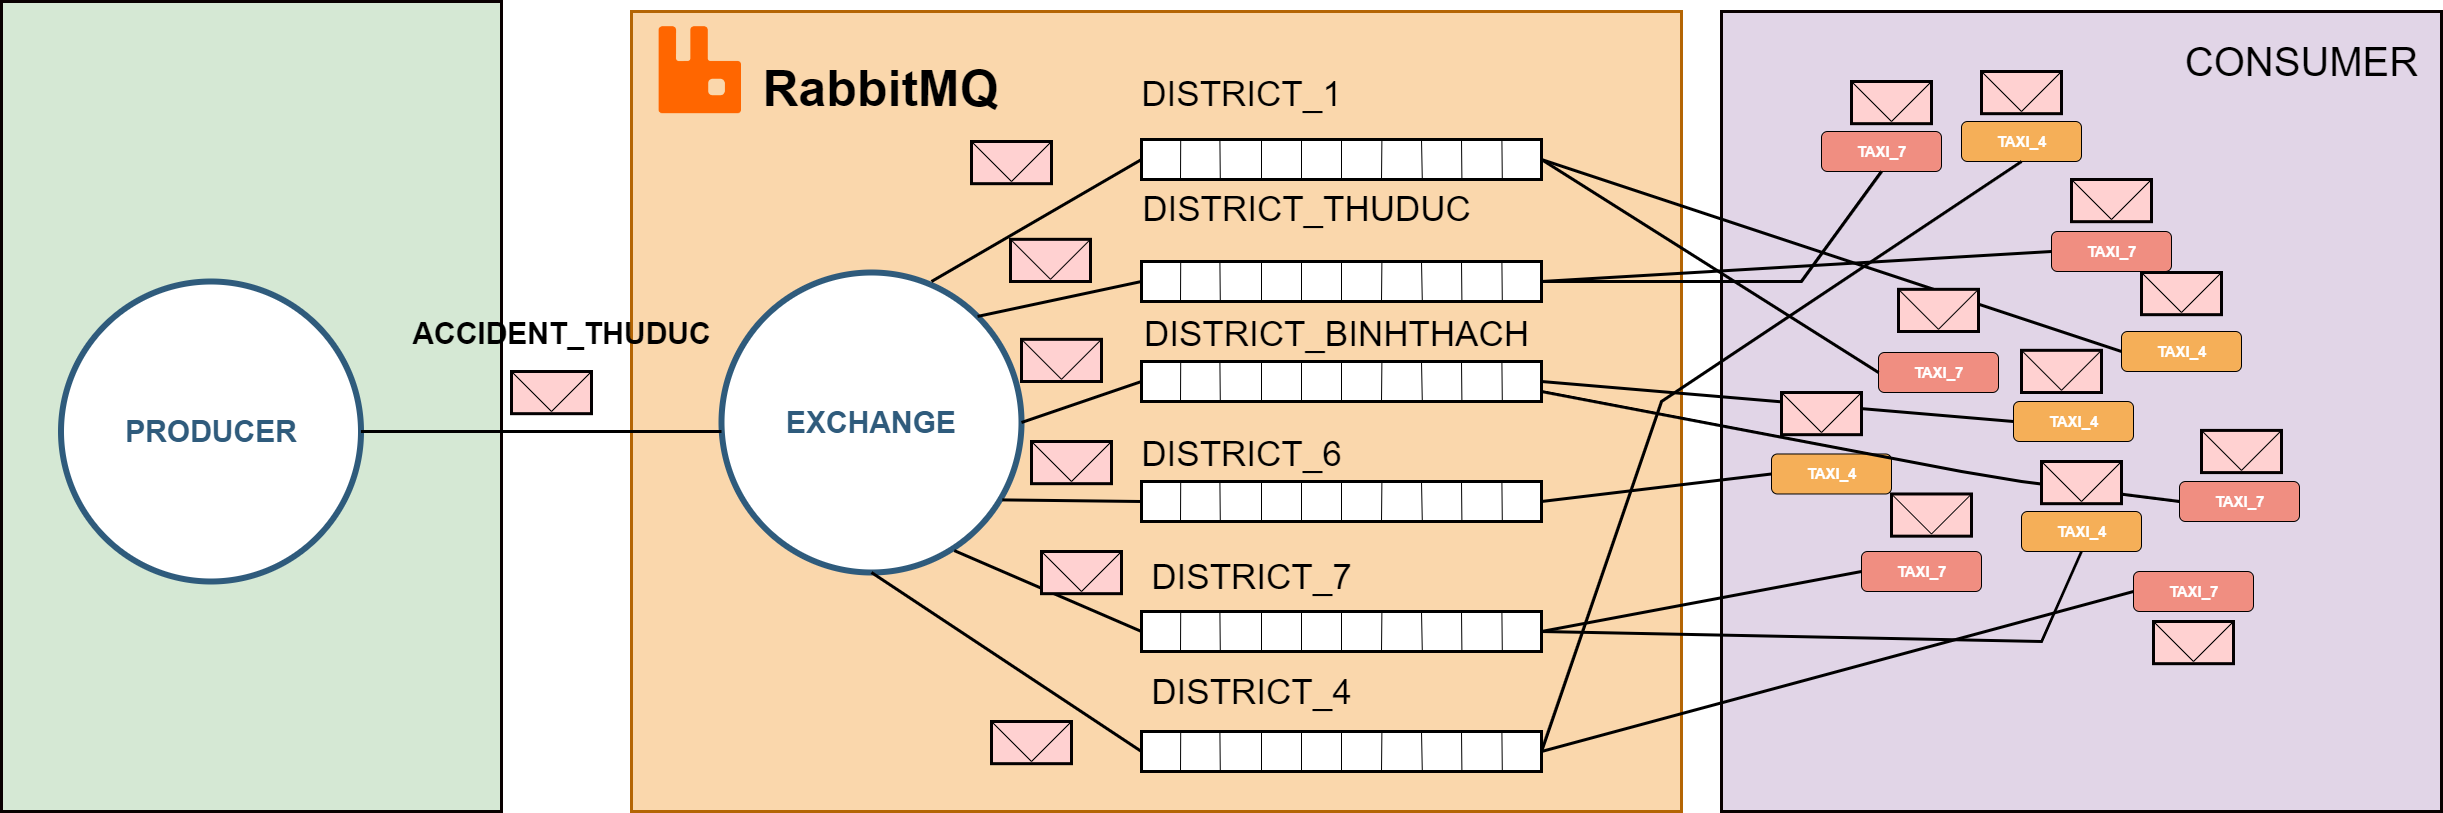 CONSUMER
RabbitMQ
DISTRICT_1
TAXI_7
TAXI_4
DISTRICT_THUDUC
TAXI_7
ACCIDENT_THUDUC
DISTRICT_BINHTHACH
TAXI_4
TAXI_7
PRODUCER
EXCHANGE
TAXI_4
DISTRICT_6
TAXI_4
TAXI_7
TAXI_4
DISTRICT_7
TAXI_7
TAXI_7
DISTRICT_4